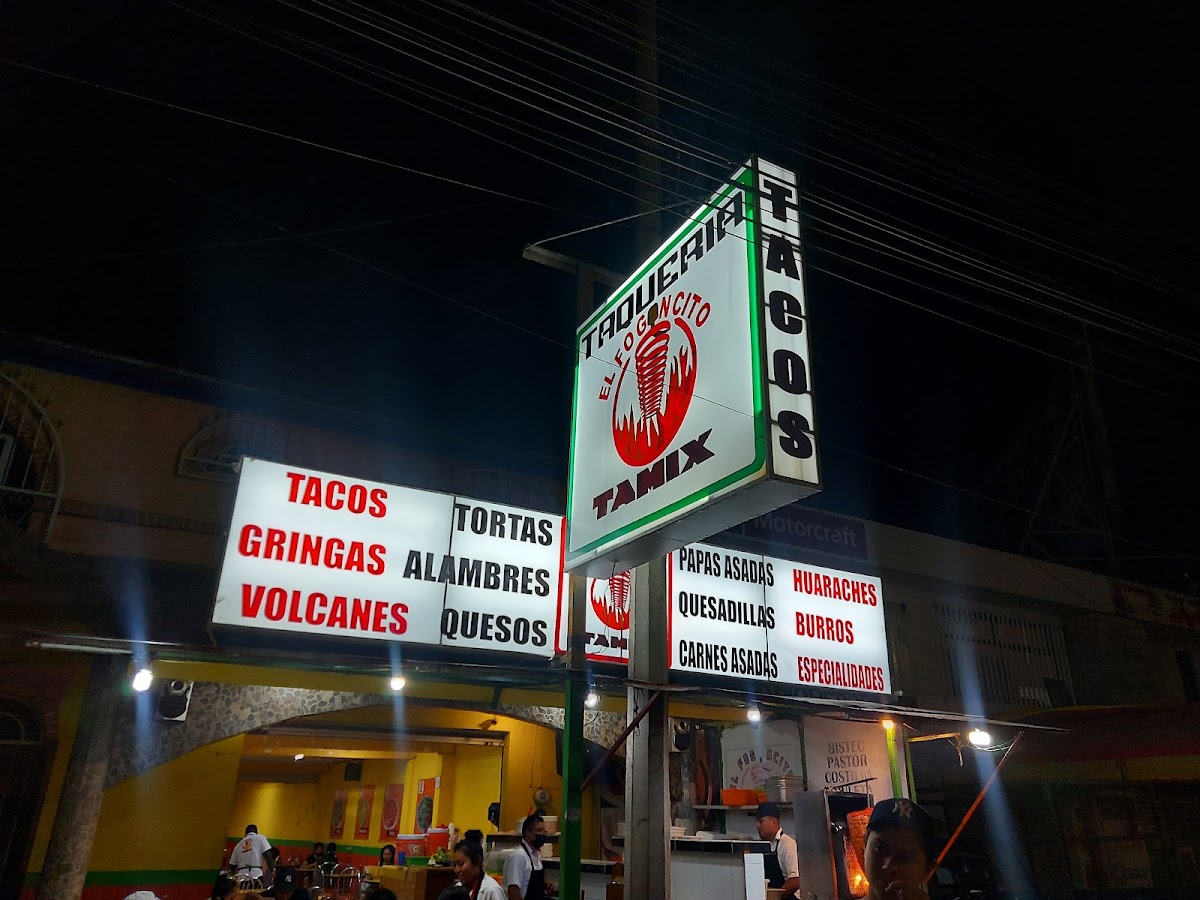 TAQUERIA
EL FOGONCITO
TAMIX
TACOS
TACOS
GRINGAS
VOLCANES
TORTAS
ALAMBRES
QUESOS
PAPAS ASADAS
QUESADILLAS
CARNES ASADAS
HUARACHES
BURROS
ESPECIALIDADES
Motorcraft
BISTEC
PASTOR